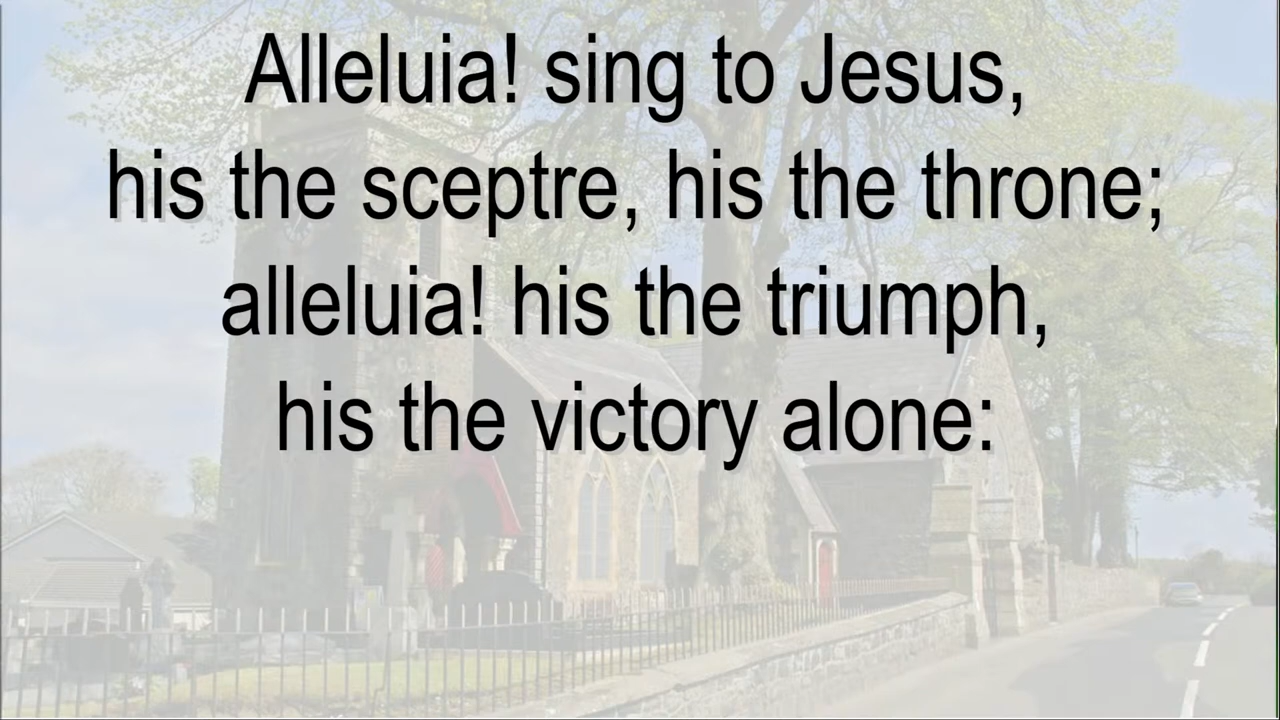 Alleluia! sing to Jesus,
his the sceptre, his the throne;
alleluia! his the triumph,
his the victory alone: